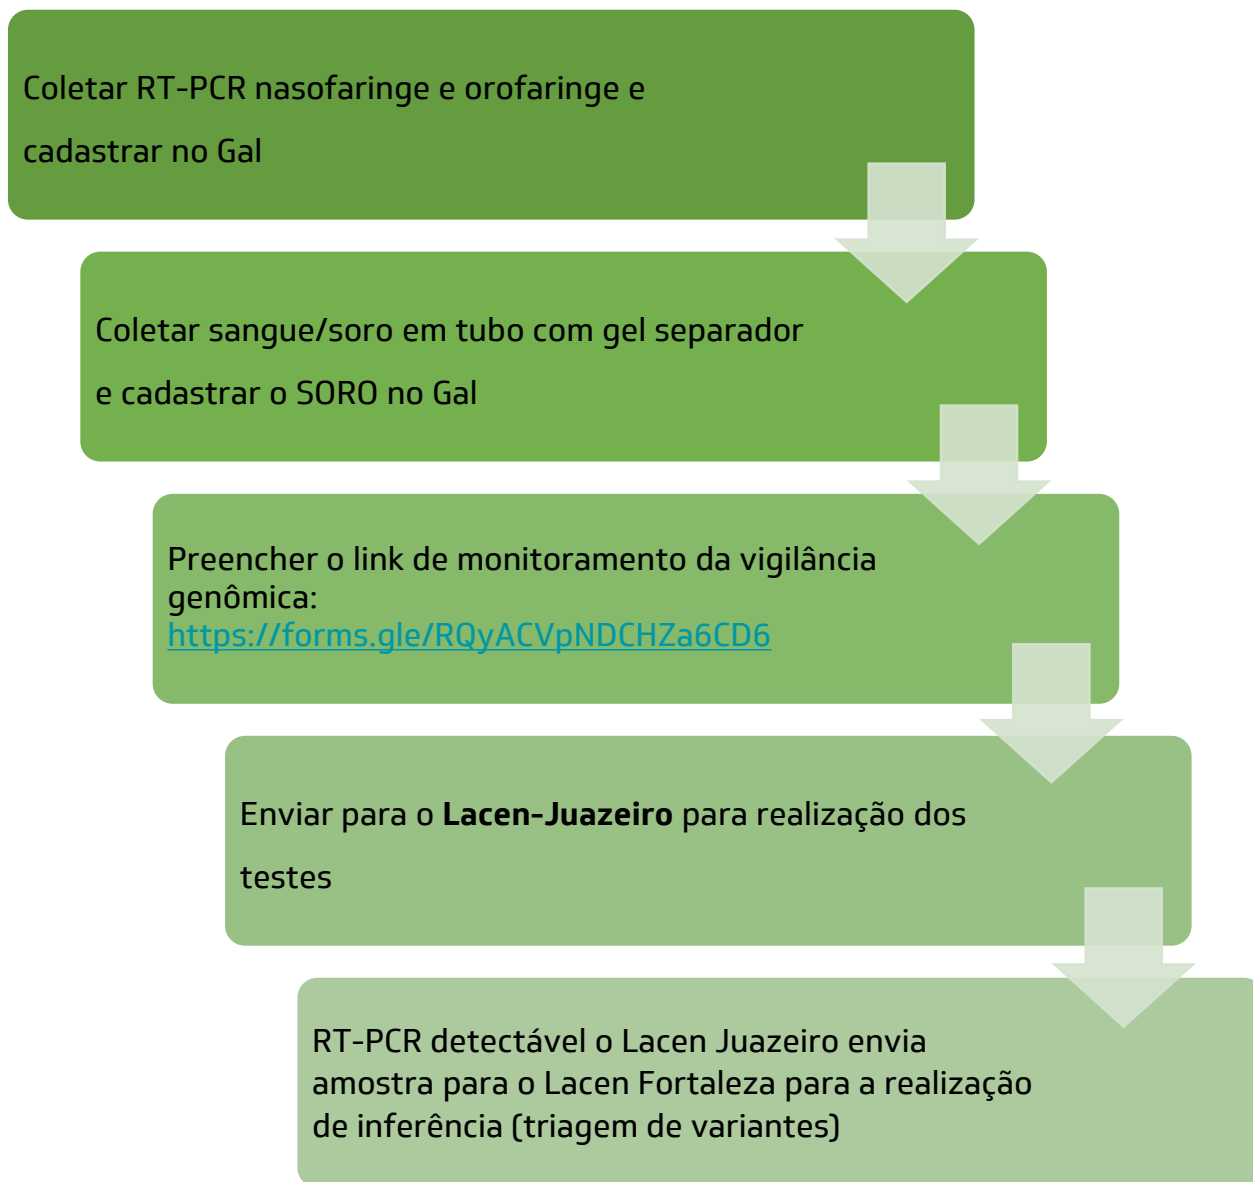 Coletar RT-PCR nasofaringe e orofaringe e
cadastrar no Gal
Coletar sangue/soro em tubo com gel separador
e cadastrar o SORO no Gal
Preencher o link de monitoramento da vigilância
genômica:
https://forms.gle/RQyACVpNDCHZa6CD6
Enviar para o Lacen-Juazeiro para realização dos
testes
RT-PCR detectável o Lacen Juazeiro envia
amostra para o Lacen Fortaleza para a realização
de inferência (triagem de variantes)